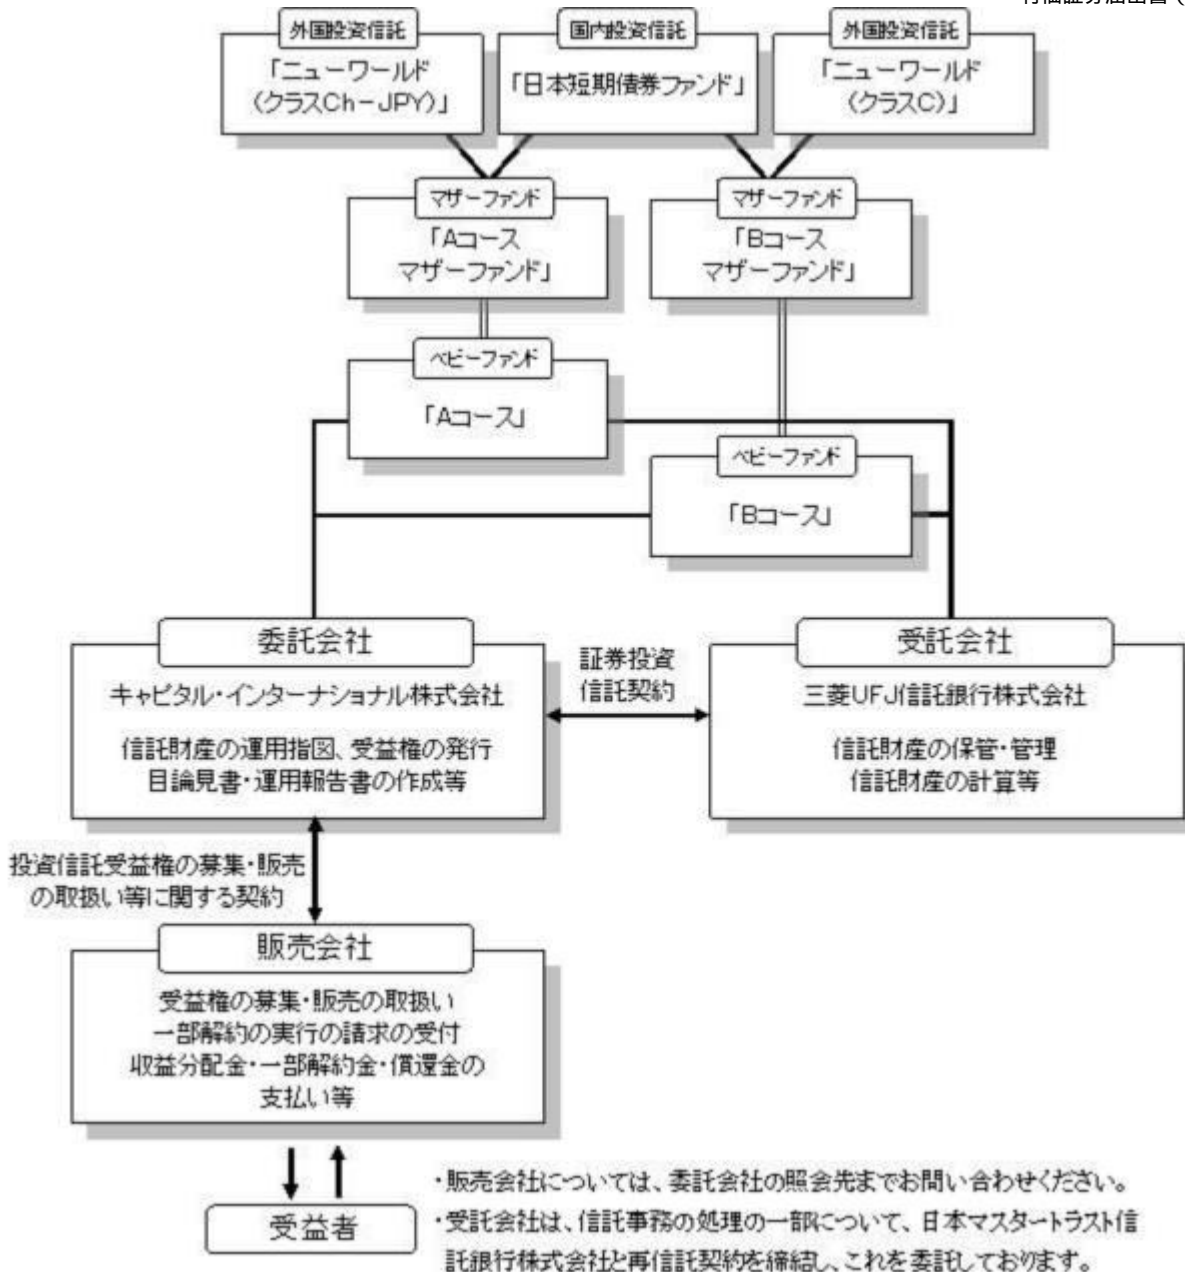 外国投資信託
国内投資信託
外国投資信託
「ニューワールド
(クラスCh-JPY)」
「日本短期債券ファンド」
「ニューワールド
(クラスC)」
マザーファンド
マザーファンド
「Aコース
マザーファンド」
「Bコース
マザーファンド」
ベビーファンド
「Aコース」
ベビーファンド
「Bコース」
委託会社
キャピタル・インターナショナル株式会社
信託財産の運用指図、受益権の発行
目論見書・運用報告書の作成等
証券投資
信託契約
受託会社
三菱UFJ信託銀行株式会社
信託財産の保管・管理
信託財産の計算等
投資信託受益権の募集・販売
の取扱い等に関する契約
販売会社
受益権の募集・販売の取扱い
一部解約の実行の請求の受付
収益分配金・一部解約金・償還金の
支払い等
受益者
・販売会社については、委託会社の照会先までお問い合わせください。
・受託会社は、信託事務の処理の一部について、日本マスタートラスト信
託銀行株式会社と再信託契約を締結し、これを委託しております。